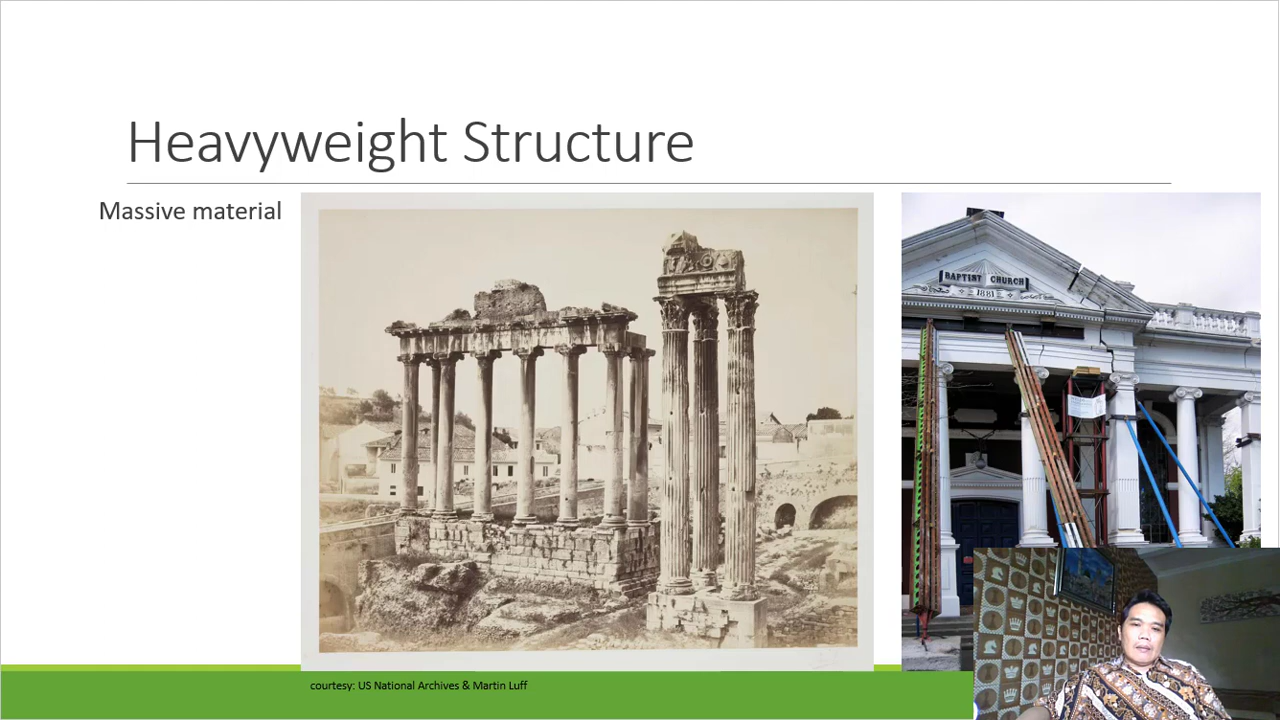 Heavyweight Structure
Massive material
BAPTIST CHURCH
1881
courtesy: US National Archives & Martin Luff